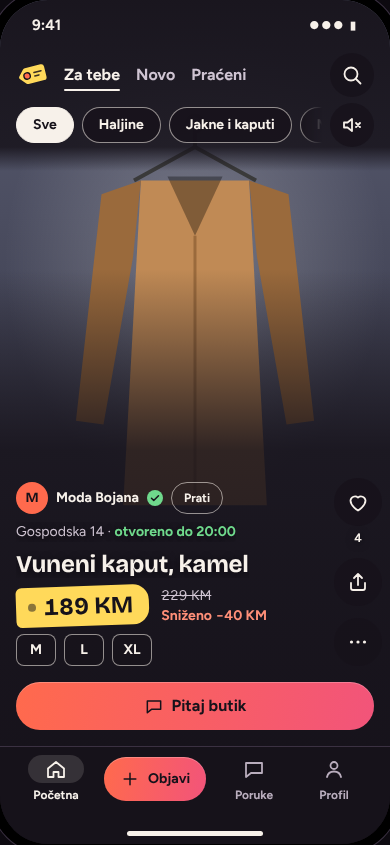 9:41
Za tebe Novo Praćeni
Sve Haljine Jakne i kaputi
M Moda Bojana Prati
Gospodska 14 · otvoreno do 20:00
Vuneni kaput, kamel
4
189 KM 229 KM
Sniženo −40 KM
M L XL
Pitaj butik
Početna Objavi Poruke Profil